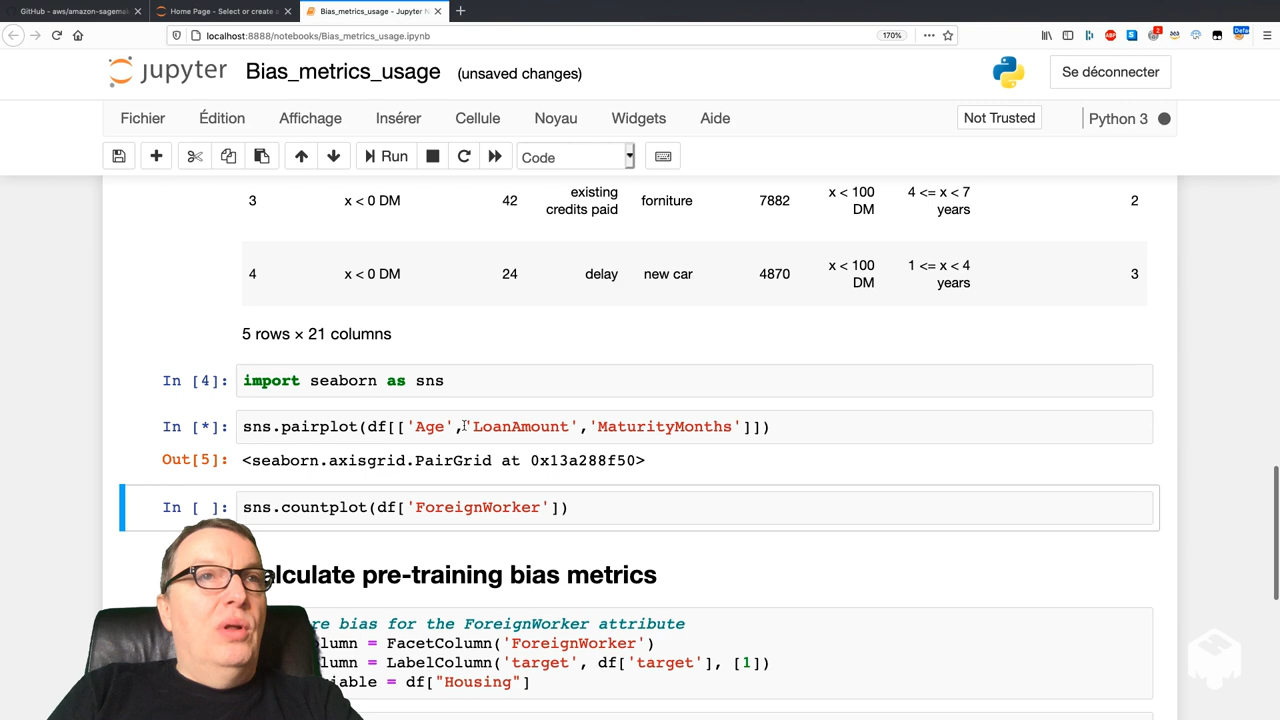 GitHub - aws/amazon-sagema
Home Page - Select or create a
Bias_metrics_usage - Jupyter N
localhost:8888/notebooks/Bias_metrics_usage.ipynb
170%
jupyter Bias_metrics_usage (unsaved changes)
Se déconnecter
Fichier Édition Affichage Insérer Cellule Noyau Widgets Aide
Not Trusted
Python 3
Run
Code
3 x < 0 DM 42 existing credits paid forniture 7882 x < 100 DM 4 <= x < 7 years 2
4 x < 0 DM 24 delay new car 4870 x < 100 DM 1 <= x < 4 years 3
5 rows × 21 columns
In [4]: import seaborn as sns
In [*]: sns.pairplot(df[['Age','LoanAmount','MaturityMonths']])
Out[5]: <seaborn.axisgrid.PairGrid at 0x13a288f50>
In [ ]: sns.countplot(df['ForeignWorker'])
alculate pre-training bias metrics
re bias for the ForeignWorker attribute
olumn = FacetColumn('ForeignWorker')
olumn = LabelColumn('target', df['target'], [1])
iable = df["Housing"]